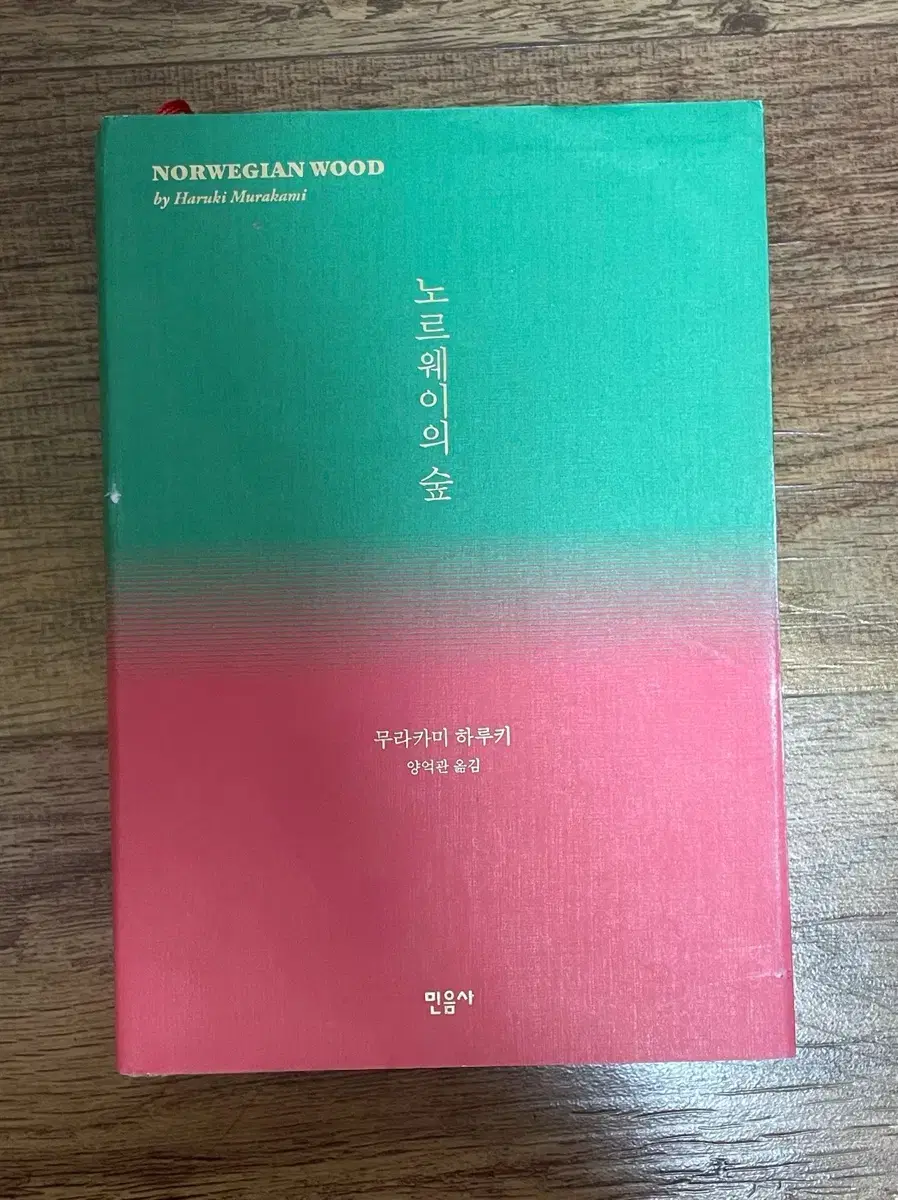 NORWEGIAN WOOD
by Haruki Murakami
노르웨이의 숲
무라카미 하루키
양억관 옮김
민음사